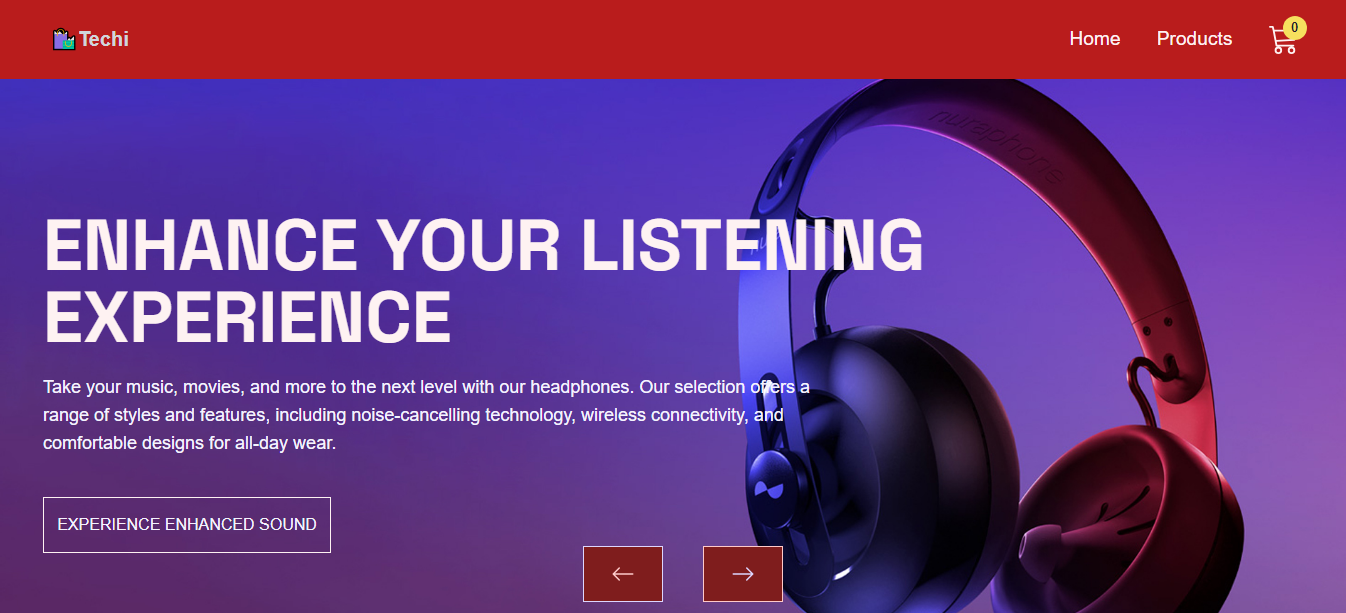 Techi
Home
Products
0
nuraphone
ENHANCE YOUR LISTENING
EXPERIENCE
Take your music, movies, and more to the next level with our headphones. Our selection offers a
range of styles and features, including noise-cancelling technology, wireless connectivity, and
comfortable designs for all-day wear.
EXPERIENCE ENHANCED SOUND